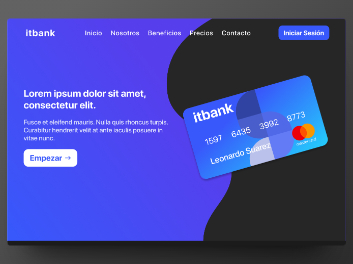 itbank
Inicio Nosotros Beneficios Precios Contacto
Iniciar Sesión
Lorem ipsum dolor sit amet,
consectetur elit.
Fusce et eleifend mauris. Nulla quis rhoncus turpis.
Curabitur hendrerit velit at ante iaculis posuere in
vitae nunc.
Empezar →
itbank
1597 6435 3992 8773
Leonardo Suarez